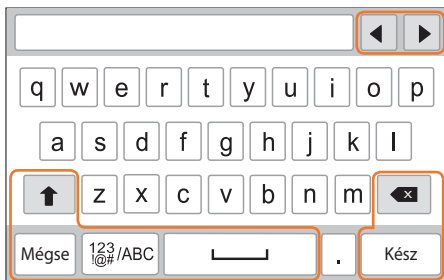 q w e r t y u i o p
a s d f g h j k l
z x c v b n m
Mégse 123 !@#/ABC . Kész